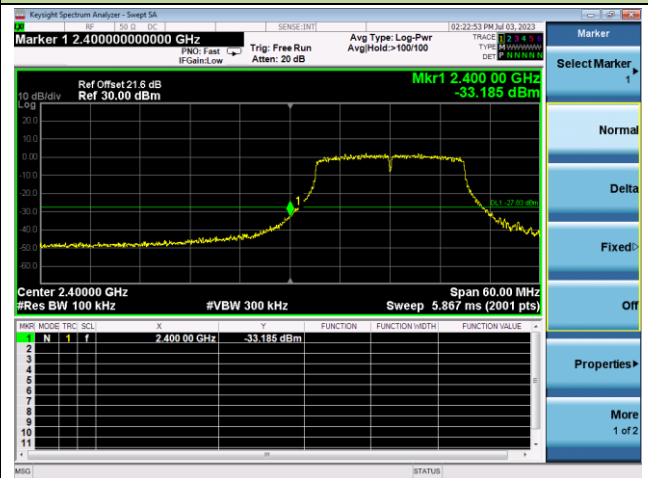 Keysight Spectrum Analyzer - Swept SA
RF 50 Ω DC SENSE:INT 02:22:53 PM Jul 03, 2023
Marker 1 2.400000000000 GHz
PNO: Fast
IFGain:Low
Trig: Free Run
Atten: 20 dB
Avg Type: Log-Pwr
Avg|Hold:>100/100
TRACE 1 2 3 4 5 6
TYPE M WWWWW
DET P N N N N N
Ref Offset 21.6 dB
10 dB/div Ref 30.00 dBm
Log
Mkr1 2.400 00 GHz
-33.185 dBm
20.0
10.0
0.00
-10.0
-20.0
-30.0
-40.0
-50.0
-60.0
1
DL1 -27.83 dBm
Center 2.40000 GHz Span 60.00 MHz
#Res BW 100 kHz #VBW 300 kHz Sweep 5.867 ms (2001 pts)
MKR MODE TRC SCL X Y FUNCTION FUNCTION WIDTH FUNCTION VALUE
1 N 1 f 2.400 00 GHz -33.185 dBm
2
3
4
5
6
7
8
9
10
11
MSG STATUS
Marker
Select Marker
1
Normal
Delta
Fixed
Off
Properties
More
1 of 2